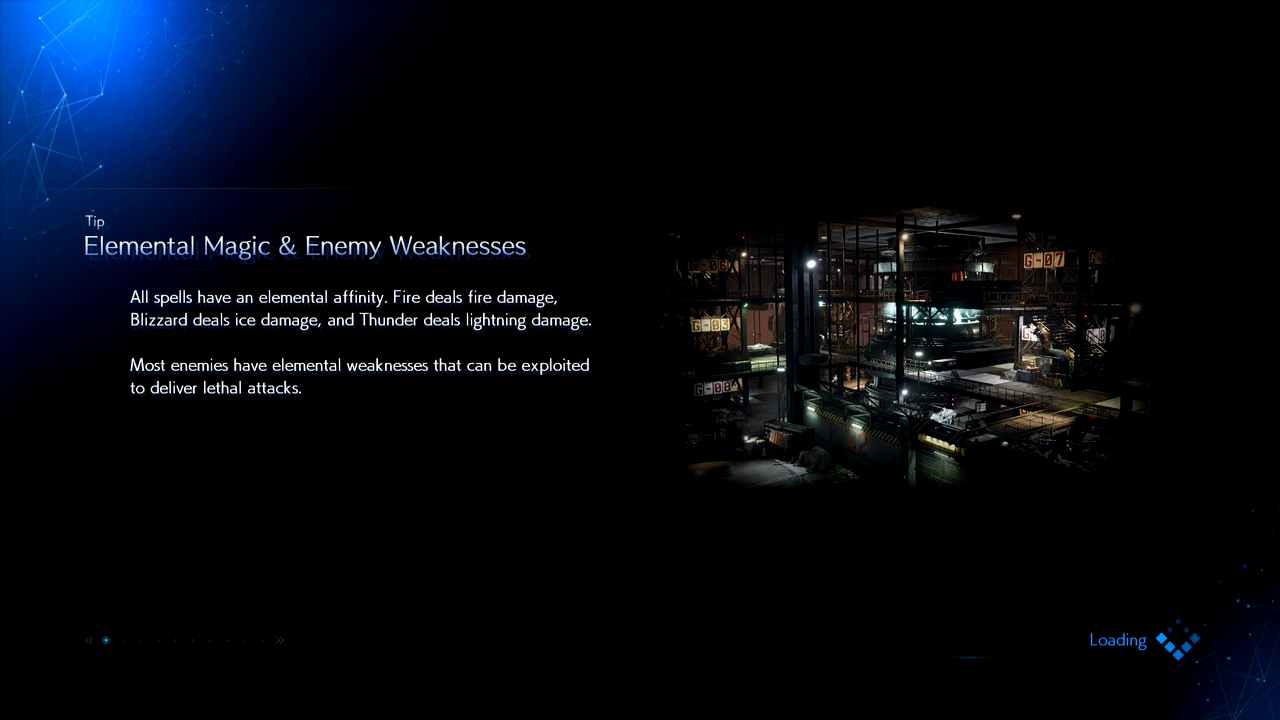 Tip
Elemental Magic & Enemy Weaknesses
All spells have an elemental affinity. Fire deals fire damage,
Blizzard deals ice damage, and Thunder deals lightning damage.
Most enemies have elemental weaknesses that can be exploited
to deliver lethal attacks.
G-07
G-03
G-08
Loading